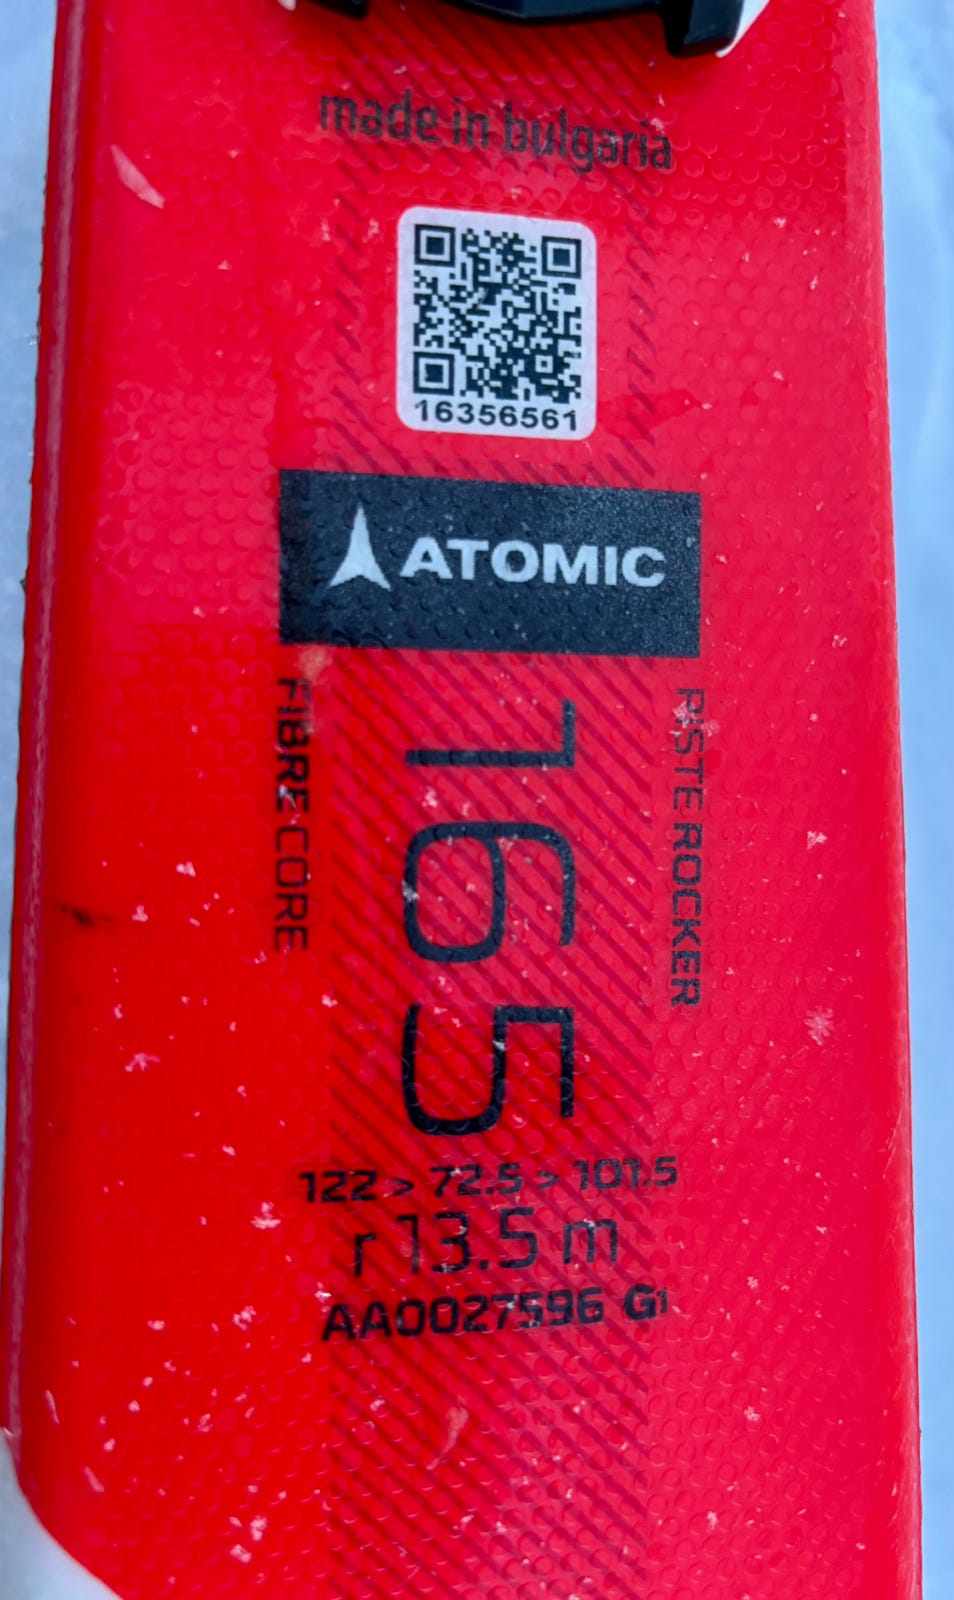 made in bulgaria
16356561
ATOMIC
FIBRE CORE
165
PISTE ROCKER
122 > 72.5 > 101.5
r 13.5 m
AA0027596 G1